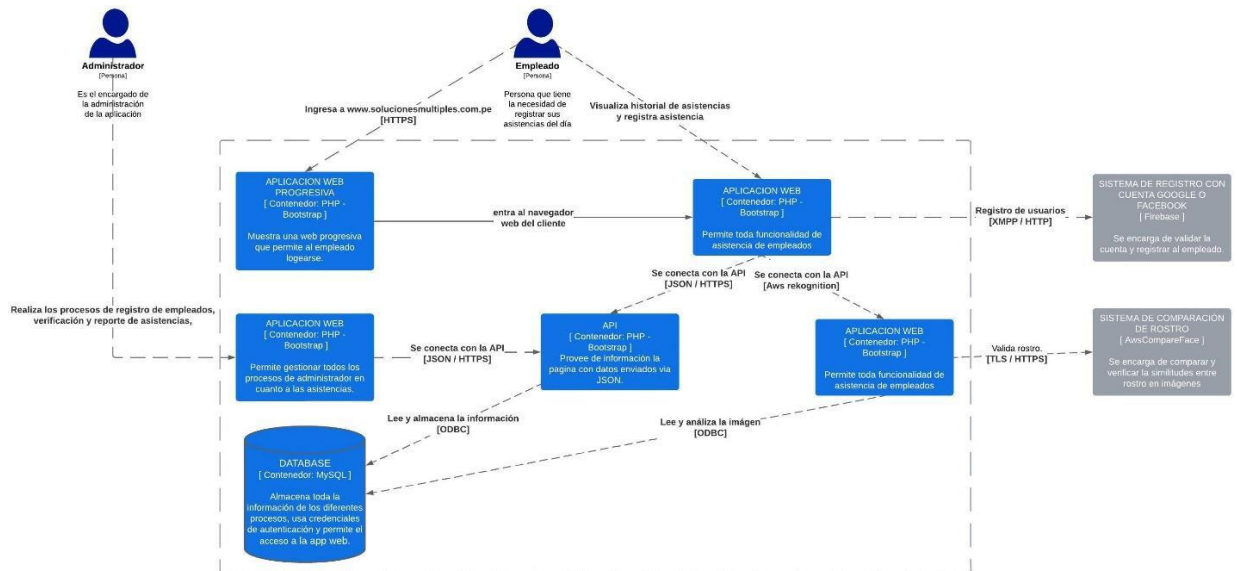 Administrador
[Persona]
Es el encargado de
la administración
de la aplicación
Empleado
[Persona]
Persona que tiene
la necesidad de
registrar sus
asistencias del día
Ingresa a www.solucionesmultiples.com.pe
[HTTPS]
Visualiza historial de asistencias
y registra asistencia
APLICACION WEB
PROGRESIVA
[ Contenedor: PHP -
Bootstrap ]
Muestra una web progresiva
que permite al empleado
logearse.
entra al navegador
web del cliente
APLICACION WEB
[ Contenedor: PHP -
Bootstrap ]
Permite toda funcionalidad de
asistencia de empleados
Registro de usuarios
[XMPP / HTTP]
SISTEMA DE REGISTRO CON
CUENTA GOOGLE O
FACEBOOK
[ Firebase ]
Se encarga de validar la
cuenta y registrar al empleado.
Se conecta con la API
[JSON / HTTPS]
Se conecta con la API
[Aws rekognition]
Realiza los procesos de registro de empleados,
verificación y reporte de asistencias,
APLICACION WEB
[ Contenedor: PHP -
Bootstrap ]
Permite gestionar todos los
procesos de administrador en
cuanto a las asistencias.
Se conecta con la API
[JSON / HTTPS]
API
[ Contenedor: PHP -
Bootstrap ]
Provee de información la
pagina con datos enviados via
JSON.
APLICACION WEB
[ Contenedor: PHP -
Bootstrap ]
Permite toda funcionalidad de
asistencia de empleados
Valida rostro.
[TLS / HTTPS]
SISTEMA DE COMPARACIÓN
DE ROSTRO
[ AwsCompareFace ]
Se encarga de comparar y
verificar la similitudes entre
rostro en imágenes
Lee y almacena la información
[ODBC]
Lee y análiza la imágen
[ODBC]
DATABASE
[ Contenedor: MySQL ]
Almacena toda la
información de los diferentes
procesos, usa credenciales
de autenticación y permite el
acceso a la app web.